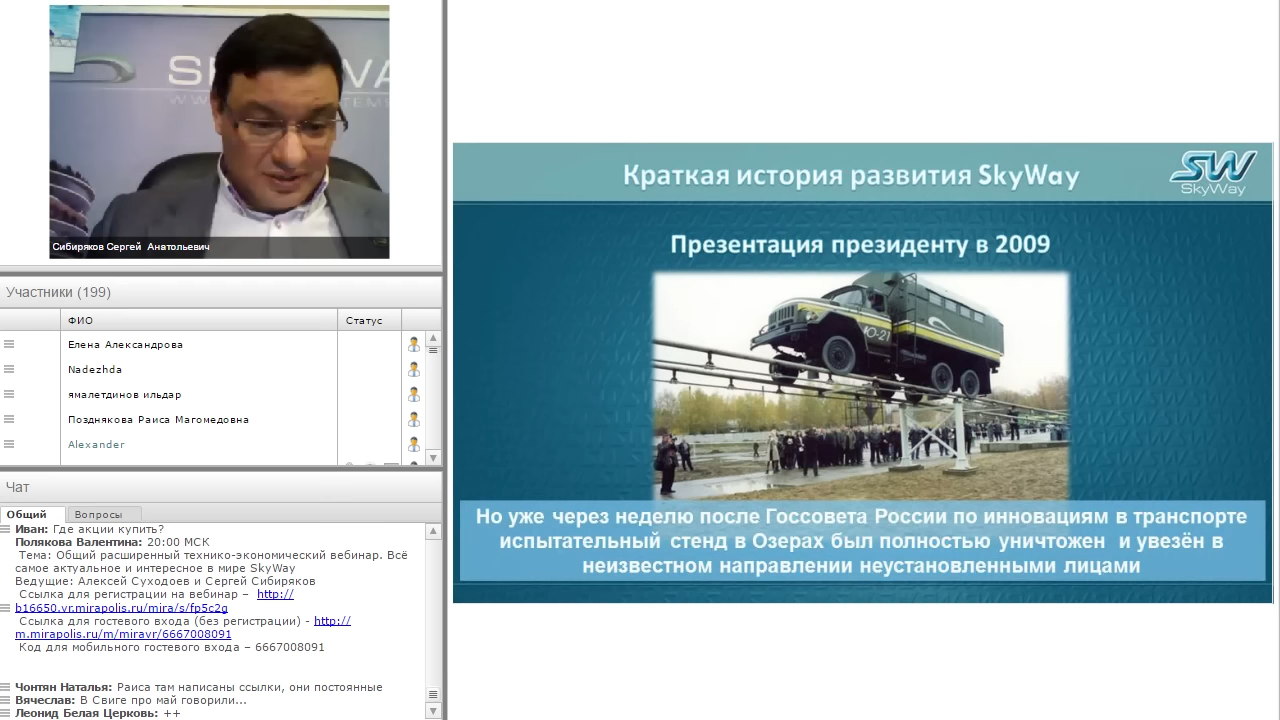 SKYWAY
Сибиряков Сергей Анатольевич
Участники (199)
ФИО
Статус
Елена Александрова
Nadezhda
ямалетдинов ильдар
Позднякова Раиса Магомедовна
Alexander
Чат
Общий
Вопросы
Иван: Где акции купить?
Полякова Валентина: 20:00 МСК
Тема: Общий расширенный технико-экономический вебинар. Всё
самое актуальное и интересное в мире SkyWay
Ведущие: Алексей Суходоев и Сергей Сибиряков
Ссылка для регистрации на вебинар – http://
b16650.vr.mirapolis.ru/mira/s/fp5c2g
Ссылка для гостевого входа (без регистрации) - http://
m.mirapolis.ru/m/miravr/6667008091
Код для мобильного гостевого входа – 6667008091
Чонтян Наталья: Раиса там написаны ссылки, они постоянные
Вячеслав: В Свиге про май говорили...
Леонид Белая Церковь: ++
Краткая история развития SkyWay
SW
SkyWay
Презентация президенту в 2009
Ю-21
Но уже через неделю после Госсовета России по инновациям в транспорте
испытательный стенд в Озерах был полностью уничтожен и увезён в
неизвестном направлении неустановленными лицами